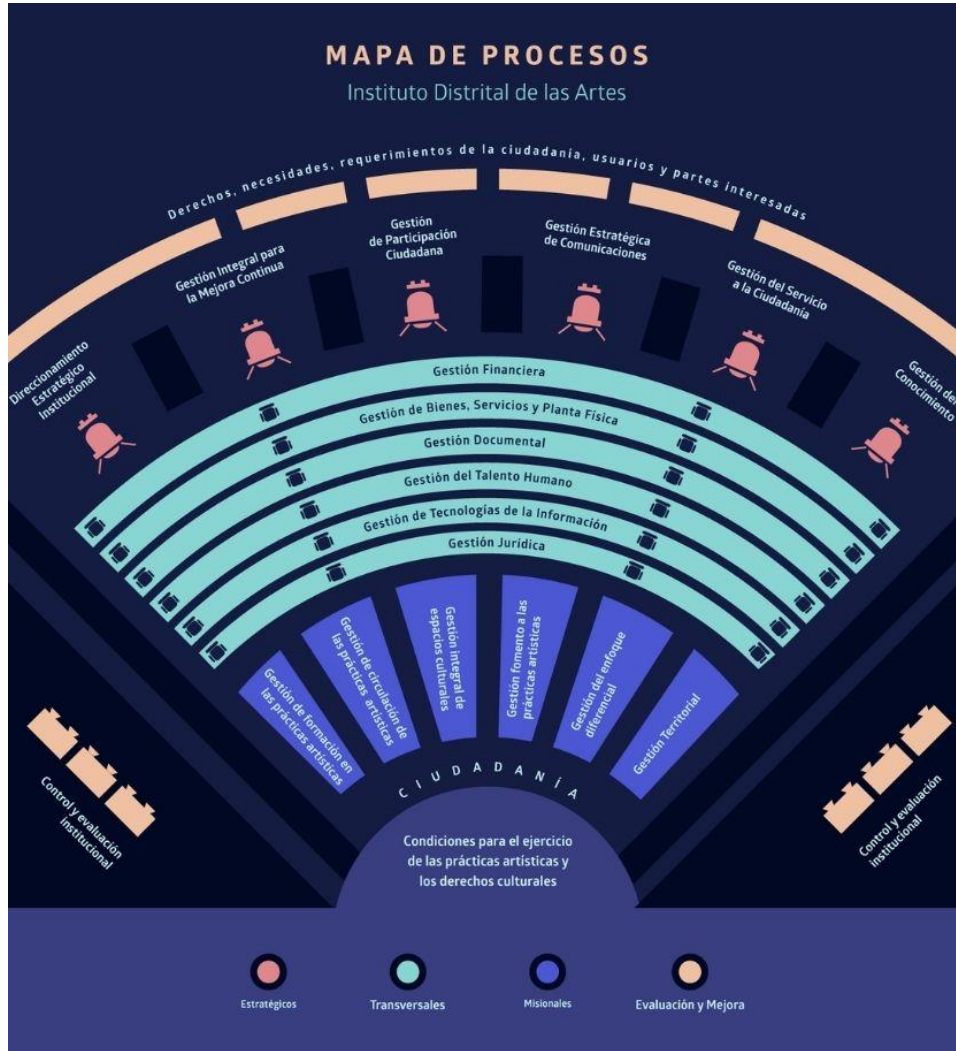 MAPA DE PROCESOS
Instituto Distrital de las Artes
Derechos, necesidades, requerimientos de la ciudadanía, usuarios y partes interesadas
Direccionamiento
Estratégico
Institucional
Gestión Integral para
la Mejora Continua
Gestión
de Participación
Ciudadana
Gestión Estratégica
de Comunicaciones
Gestión del Servicio
a la Ciudadanía
Gestión del
Conocimiento
Gestión Financiera
Gestión de Bienes, Servicios y Planta Física
Gestión Documental
Gestión del Talento Humano
Gestión de Tecnologías de la Información
Gestión Jurídica
Gestión de formación en
las prácticas artísticas
Gestión de circulación de
las prácticas artísticas
Gestión integral de
espacios culturales
Gestión fomento a las
prácticas artísticas
Gestión del enfoque
diferencial
Gestión Territorial
CIUDADANÍA
Control y evaluación
institucional
Control y evaluación
institucional
Condiciones para el ejercicio
de las prácticas artísticas y
los derechos culturales
Estratégicos
Transversales
Misionales
Evaluación y Mejora